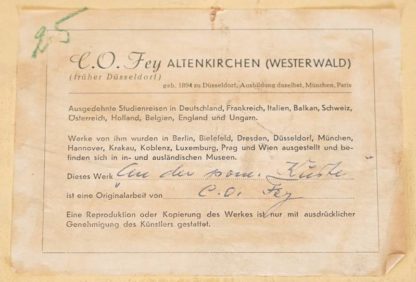 25
C. O. Fey ALTENKIRCHEN (WESTERWALD)
(früher Düsseldorf)
geb. 1894 zu Düsseldorf, Ausbildung daselbst, München, Paris
Ausgedehnte Studienreisen in Deutschland, Frankreich, Italien, Balkan, Schweiz,
Österreich, Holland, Belgien, England und Ungarn.
Werke von ihm wurden in Berlin, Bielefeld, Dresden, Düsseldorf, München,
Hannover, Krakau, Koblenz, Luxemburg, Prag und Wien ausgestellt und be-
finden sich in in- und ausländischen Museen.
Dieses Werk "An der pom. Küste"
ist eine Originalarbeit von C. O. Fey
Eine Reproduktion oder Kopierung des Werkes ist nur mit ausdrücklicher
Genehmigung des Künstlers gestattet.